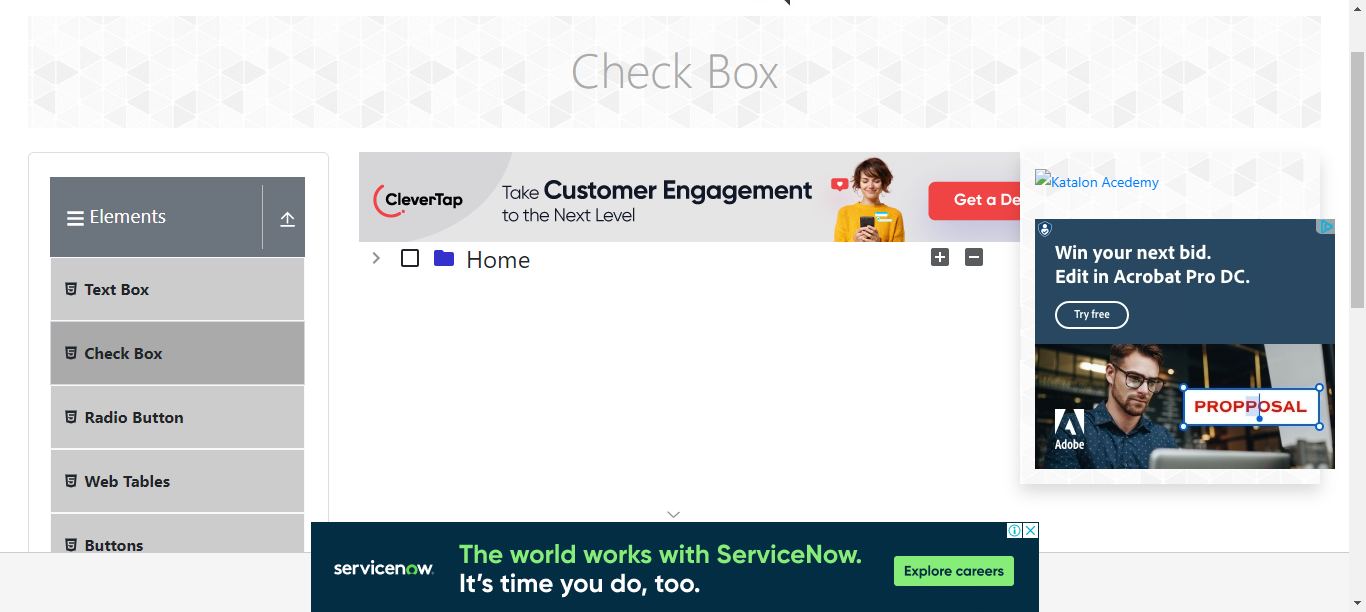 Check Box
Elements
Text Box
Check Box
Radio Button
Web Tables
Buttons
CleverTap
Take Customer Engagement
to the Next Level
Get a De
Home
Katalon Acedemy
Win your next bid.
Edit in Acrobat Pro DC.
Try free
PROPPOSAL
Adobe
servicenow.
The world works with ServiceNow.
It's time you do, too.
Explore careers